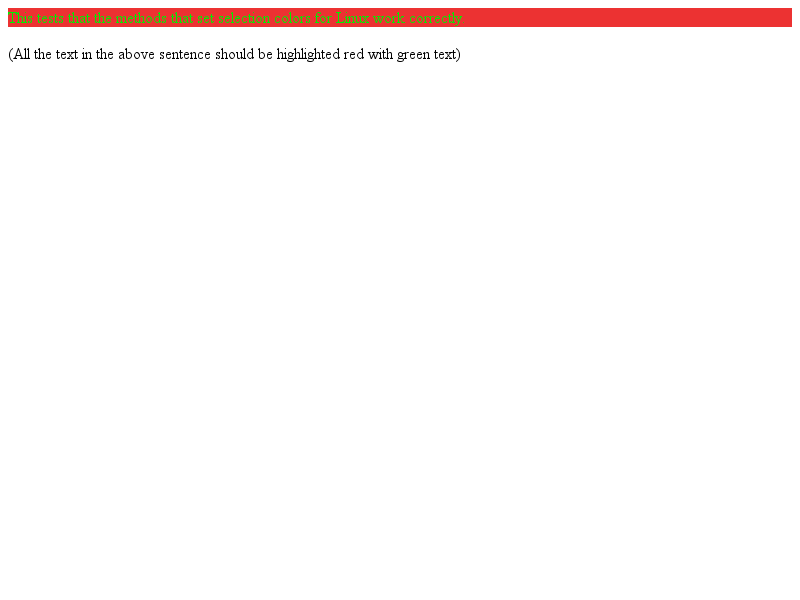 This tests that the methods that set selection colors for Linux work correctly.
(All the text in the above sentence should be highlighted red with green text)